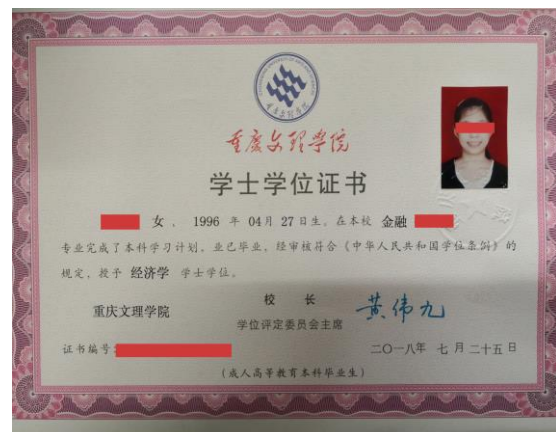 重庆文理学院
学士学位证书
女，1996 年 04月 27日生。在本校 金融
专业完成了本科学习计划，业已毕业，经审核符合《中华人民共和国学位条例》的
规定，授予 经济学 学士学位。
重庆文理学院
校 长
黄伟九
学位评定委员会主席
证书编号：
二〇一八年 七 月 二十五 日
（成人高等教育本科毕业生）